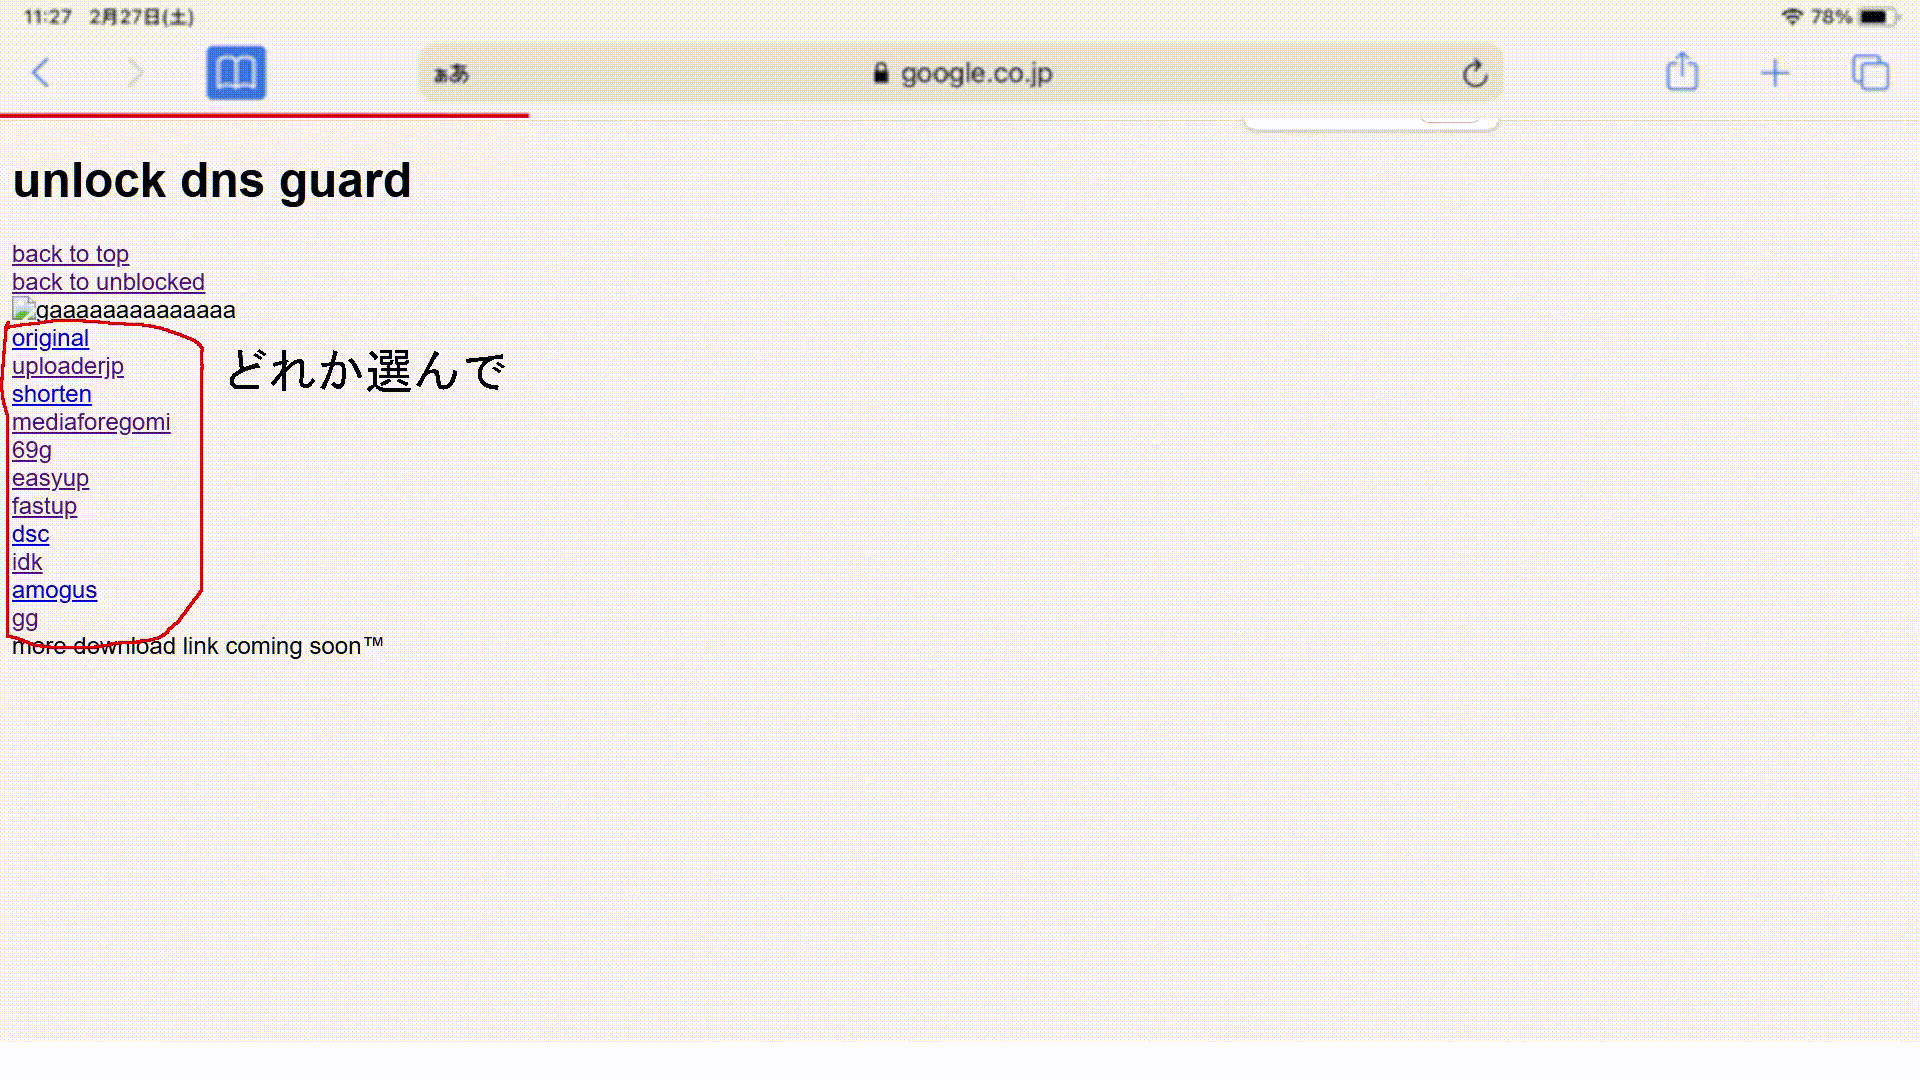 11:27 2月27日(土)
78%
ぁあ google.co.jp
unlock dns guard
back to top
back to unblocked
gaaaaaaaaaaaaaaa
original
uploaderjp
どれか選んで
shorten
mediaforegomi
69g
easyup
fastup
dsc
idk
amogus
gg
more download link coming soon™